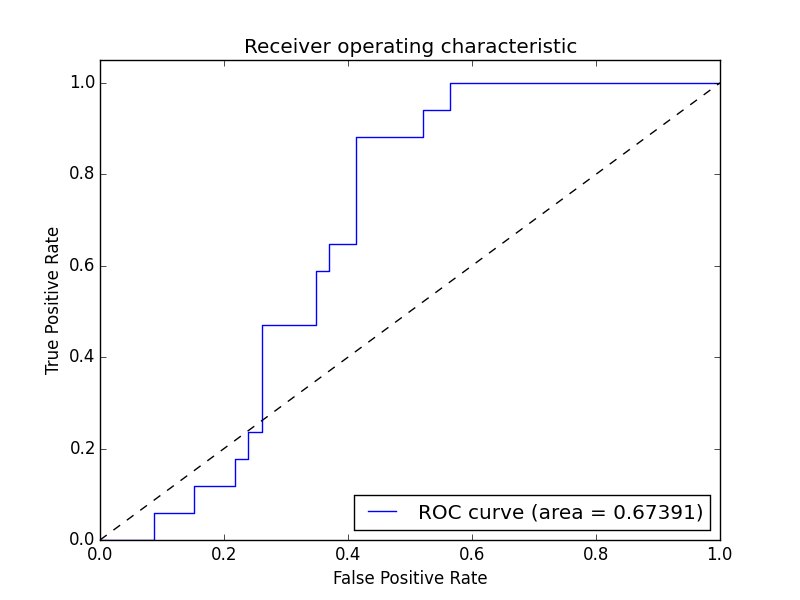 Receiver operating characteristic
1.0
0.8
0.6
0.4
0.2
0.0
True Positive Rate
ROC curve (area = 0.67391)
0.0 0.2 0.4 0.6 0.8 1.0
False Positive Rate